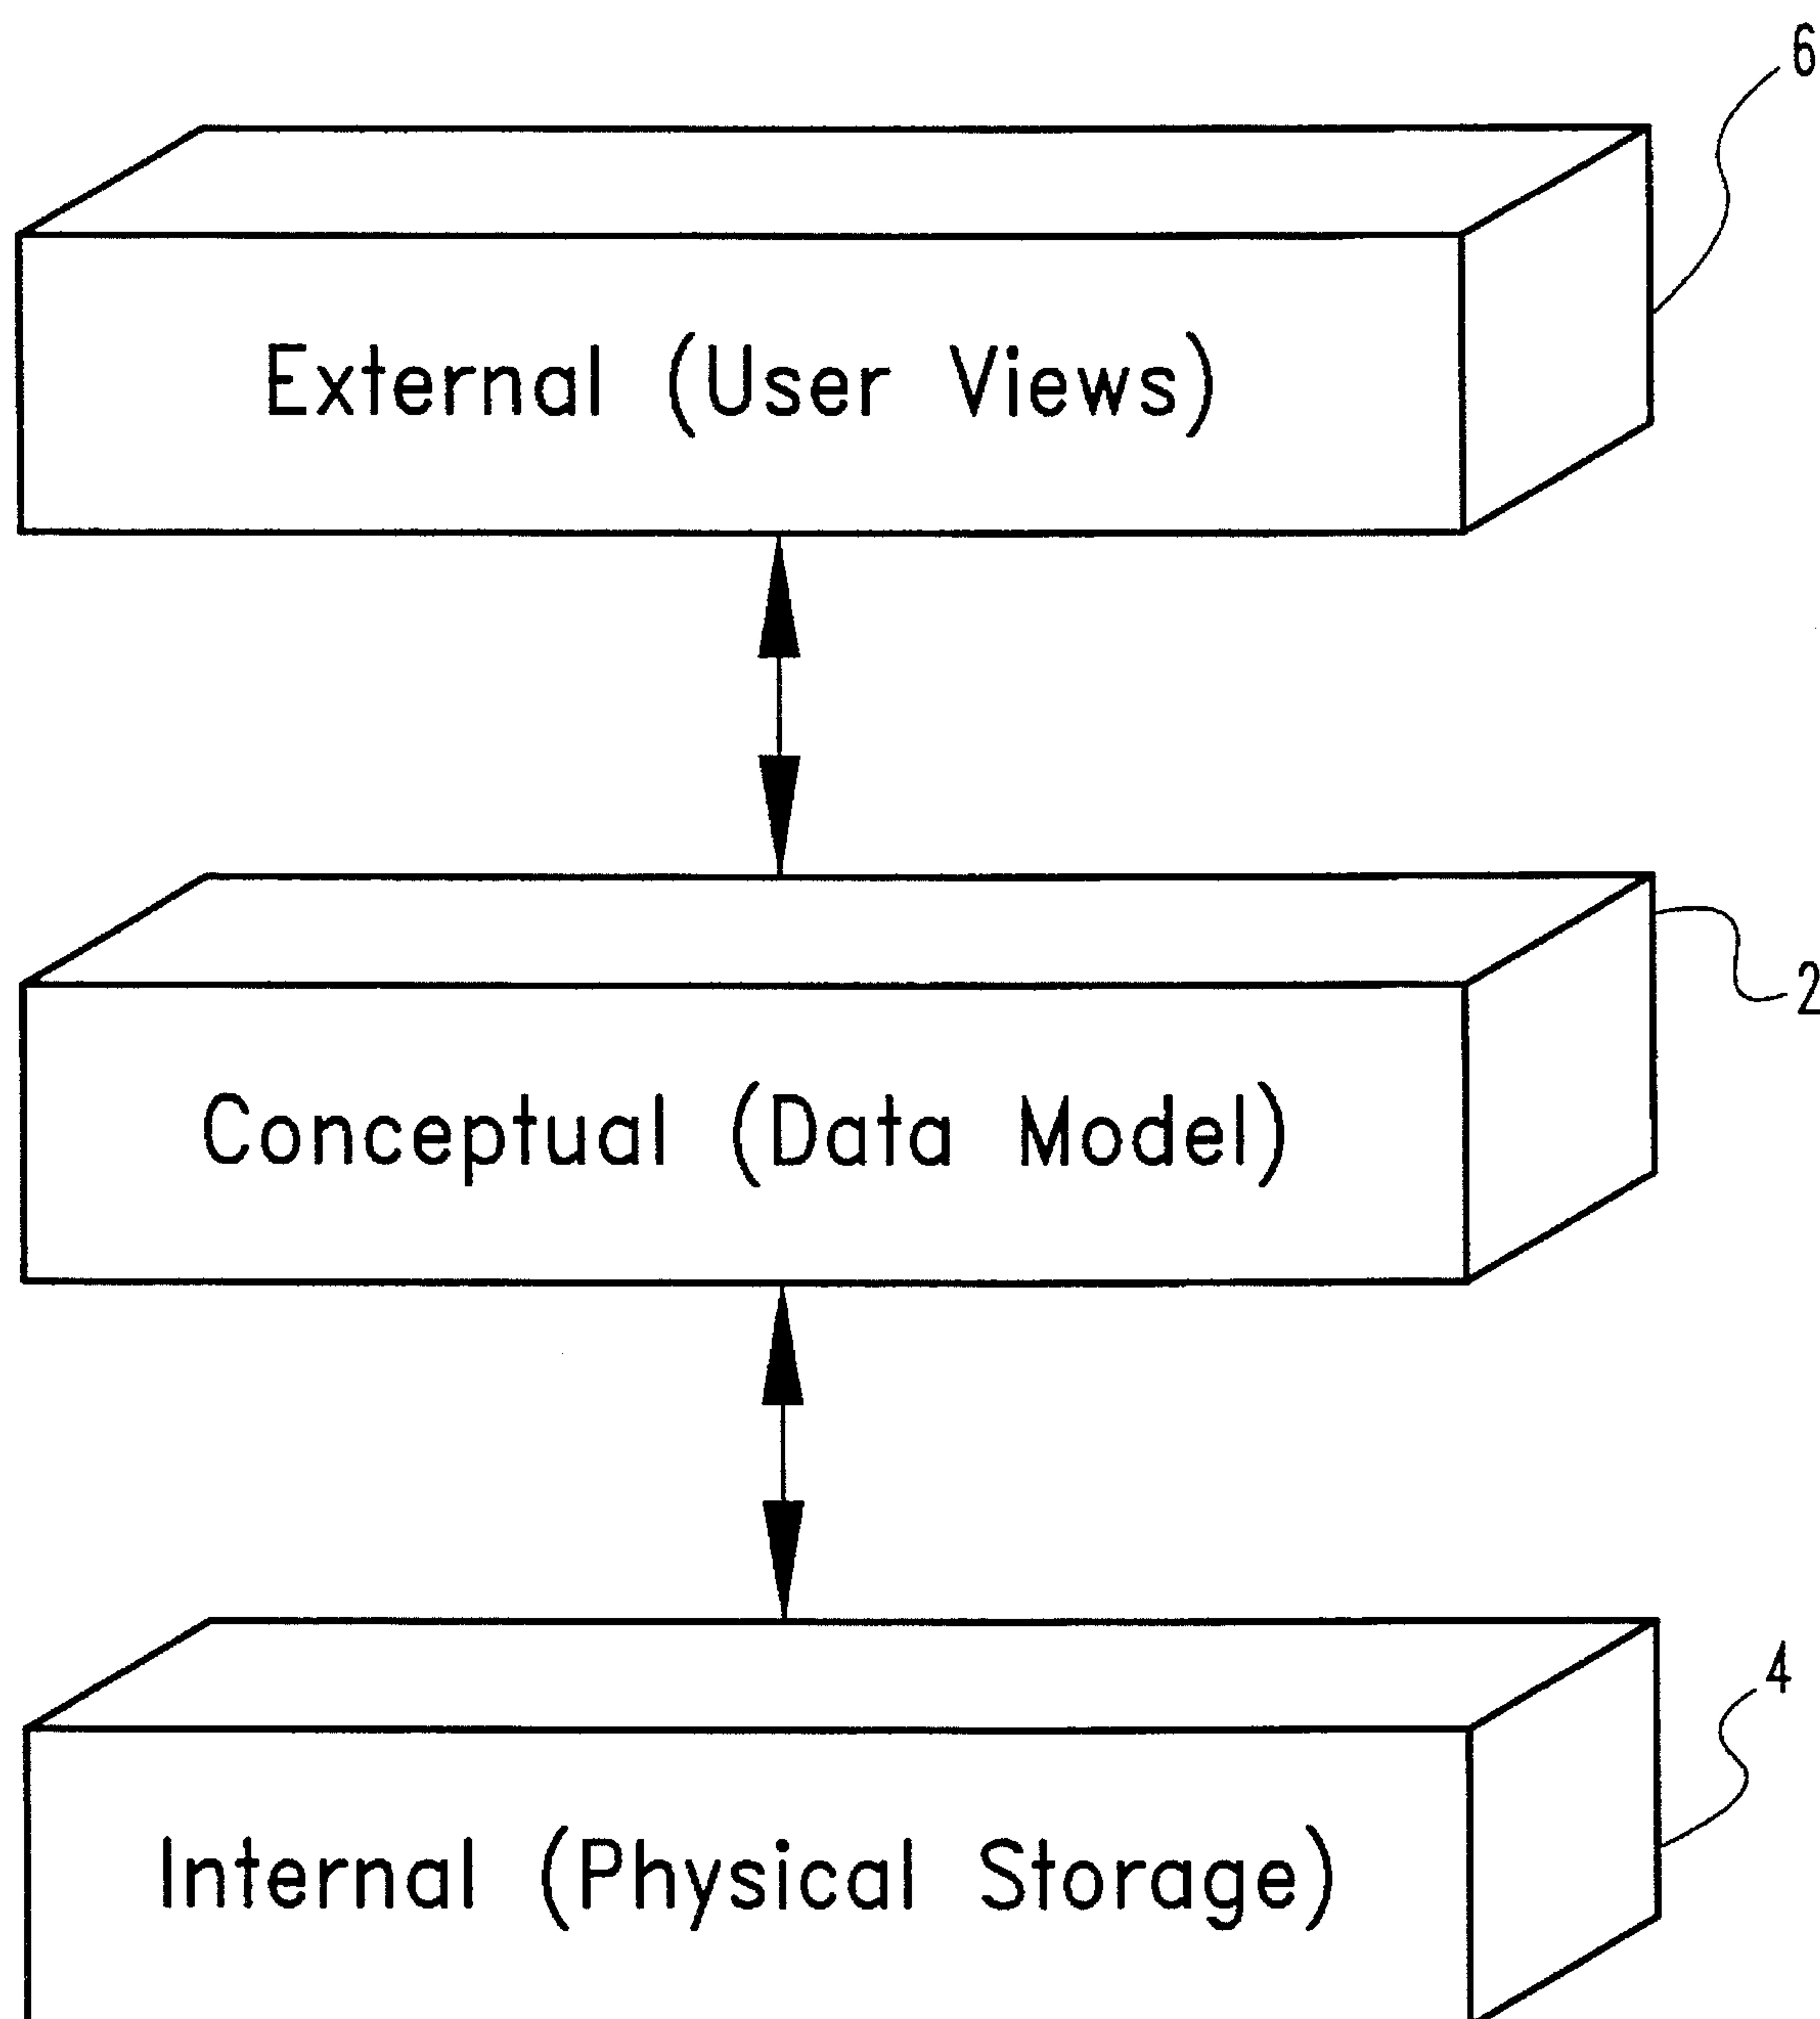 6
External (User Views)
2
Conceptual (Data Model)
4
Internal (Physical Storage)